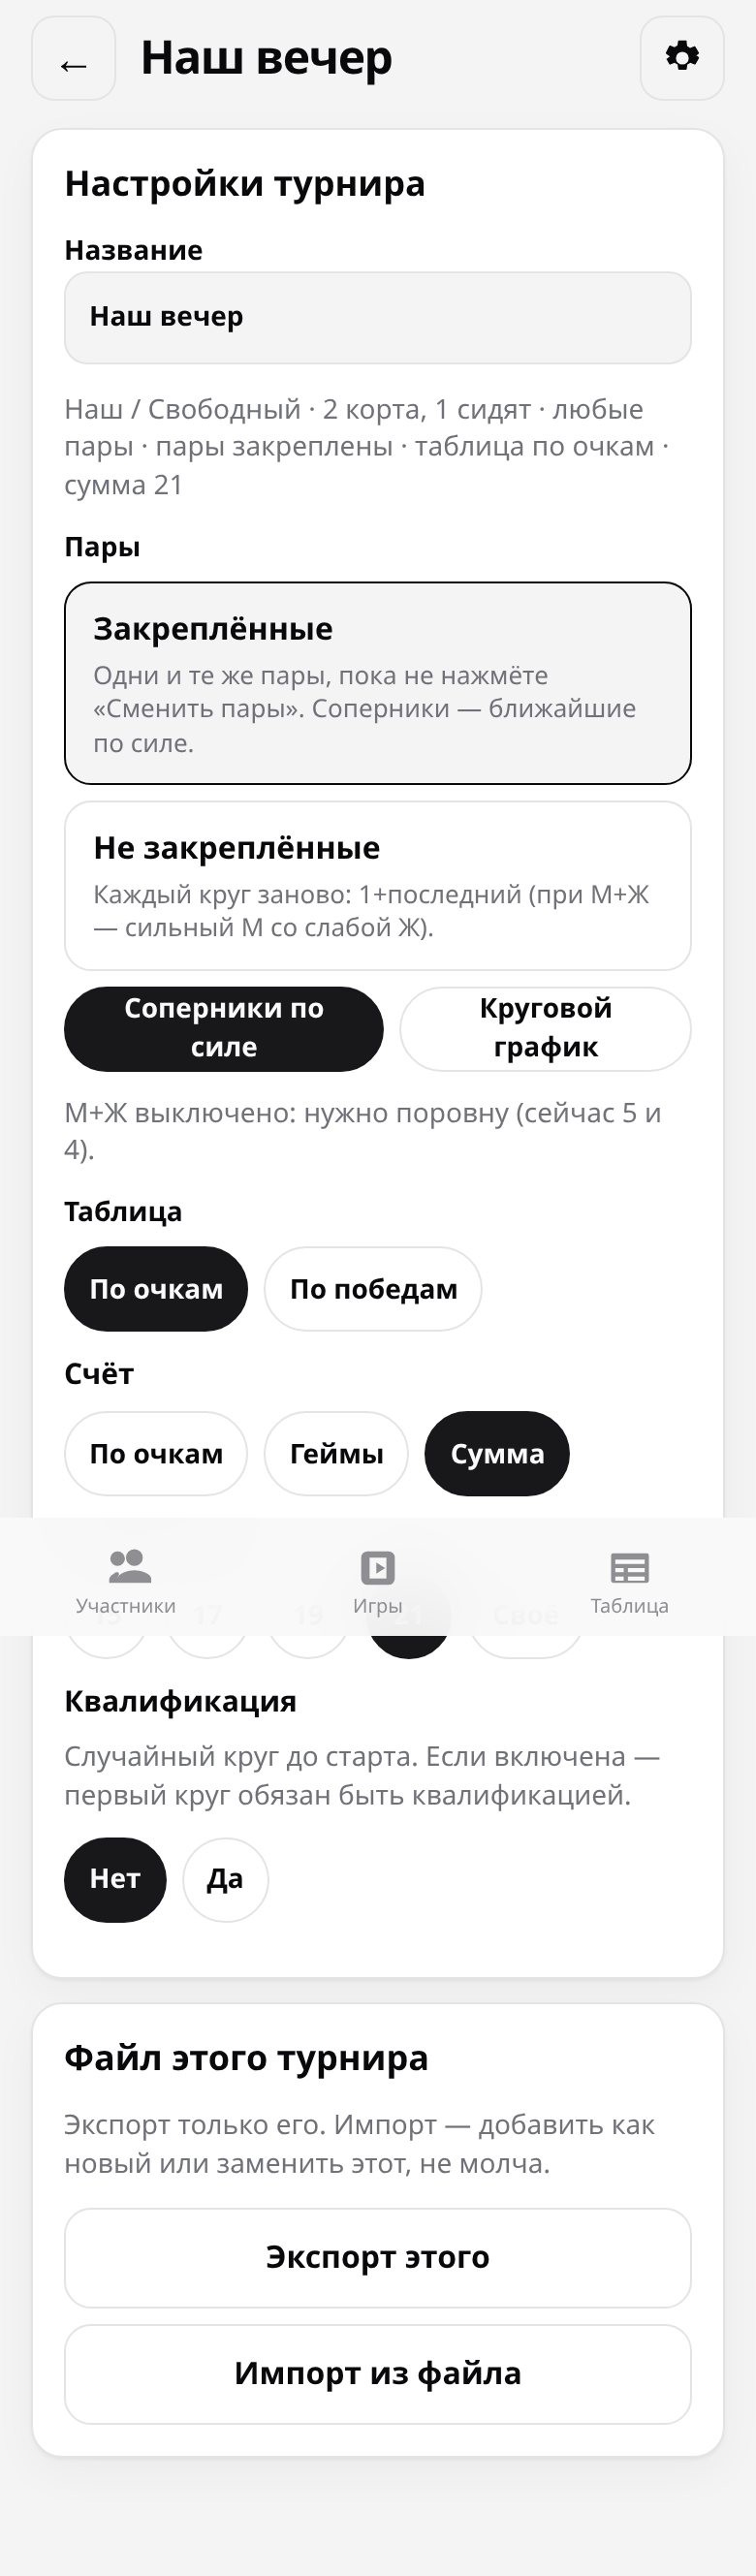 ← Наш вечер
Настройки турнира
Название
Наш вечер
Наш / Свободный · 2 корта, 1 сидят · любые
пары · пары закреплены · таблица по очкам ·
сумма 21
Пары
Закреплённые
Одни и те же пары, пока не нажмёте
«Сменить пары». Соперники — ближайшие
по силе.
Не закреплённые
Каждый круг заново: 1+последний (при М+Ж
— сильный М со слабой Ж).
Соперники по
силе
Круговой
график
М+Ж выключено: нужно поровну (сейчас 5 и
4).
Таблица
По очкам
По победам
Счёт
По очкам
Геймы
Сумма
Участники
Игры
Таблица
17
19
Своё
Квалификация
Случайный круг до старта. Если включена —
первый круг обязан быть квалификацией.
Нет
Да
Файл этого турнира
Экспорт только его. Импорт — добавить как
новый или заменить этот, не молча.
Экспорт этого
Импорт из файла